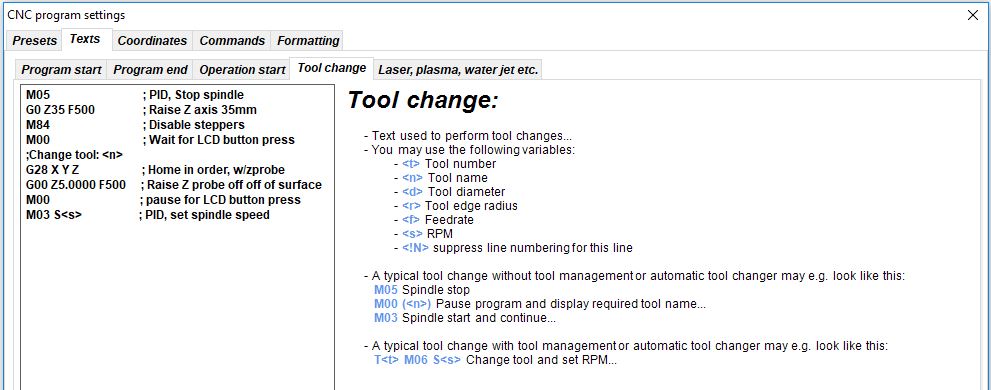 CNC program settings
Presets Texts Coordinates Commands Formatting
Program start Program end Operation start Tool change Laser, plasma, water jet etc.
M05 ; PID, Stop spindle
G0 Z35 F500 ; Raise Z axis 35mm
M84 ; Disable steppers
M00 ; Wait for LCD button press
;Change tool: <n>
G28 X Y Z ; Home in order, w/zprobe
G00 Z5.0000 F500 ; Raise Z probe off off of surface
M00 ; pause for LCD button press
M03 S<s> ; PID, set spindle speed
Tool change:
- Text used to perform tool changes...
- You may use the following variables:
- <t> Tool number
- <n> Tool name
- <d> Tool diameter
- <r> Tool edge radius
- <f> Feedrate
- <s> RPM
- <!N> suppress line numbering for this line
- A typical tool change without tool management or automatic tool changer may e.g. look like this:
M05 Spindle stop
M00 (<n>) Pause program and display required tool name...
M03 Spindle start and continue...
- A typical tool change with tool management or automatic tool changer may e.g. look like this:
T<t> M06 S<s> Change tool and set RPM...